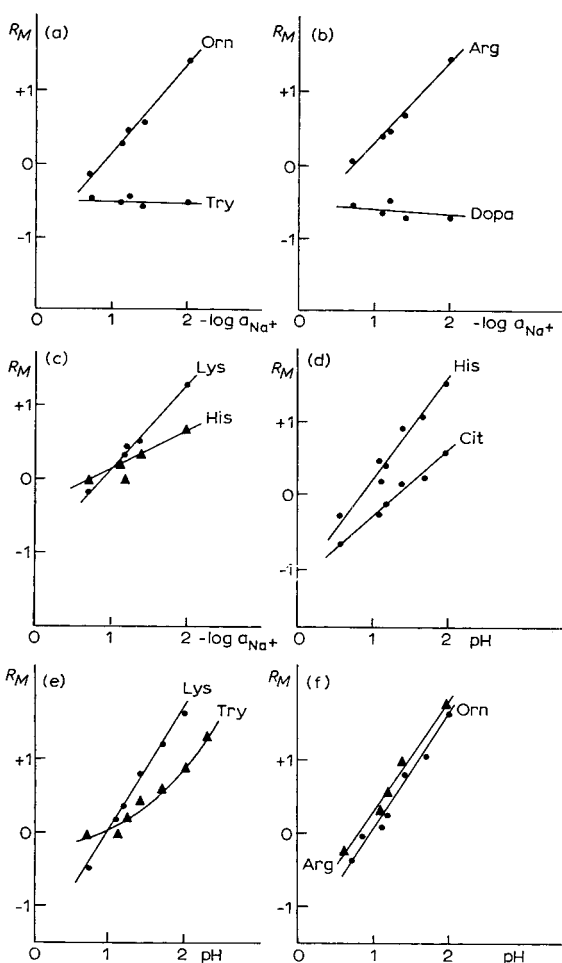 R_M (a) Orn
+1
0
Try
-1
0 1 2 -log a_Na+
R_M (b) Arg
+1
0
Dopa
-1
0 1 2 -log a_Na+
R_M (c) Lys
+1
His
0
-1
0 1 2 -log a_Na+
R_M (d) His
+1
Cit
0
-1
0 1 2 pH
R_M (e) Lys
Try
+1
0
-1
0 1 2 pH
R_M (f) Orn
+1
0
Arg
-1
0 1 2 pH